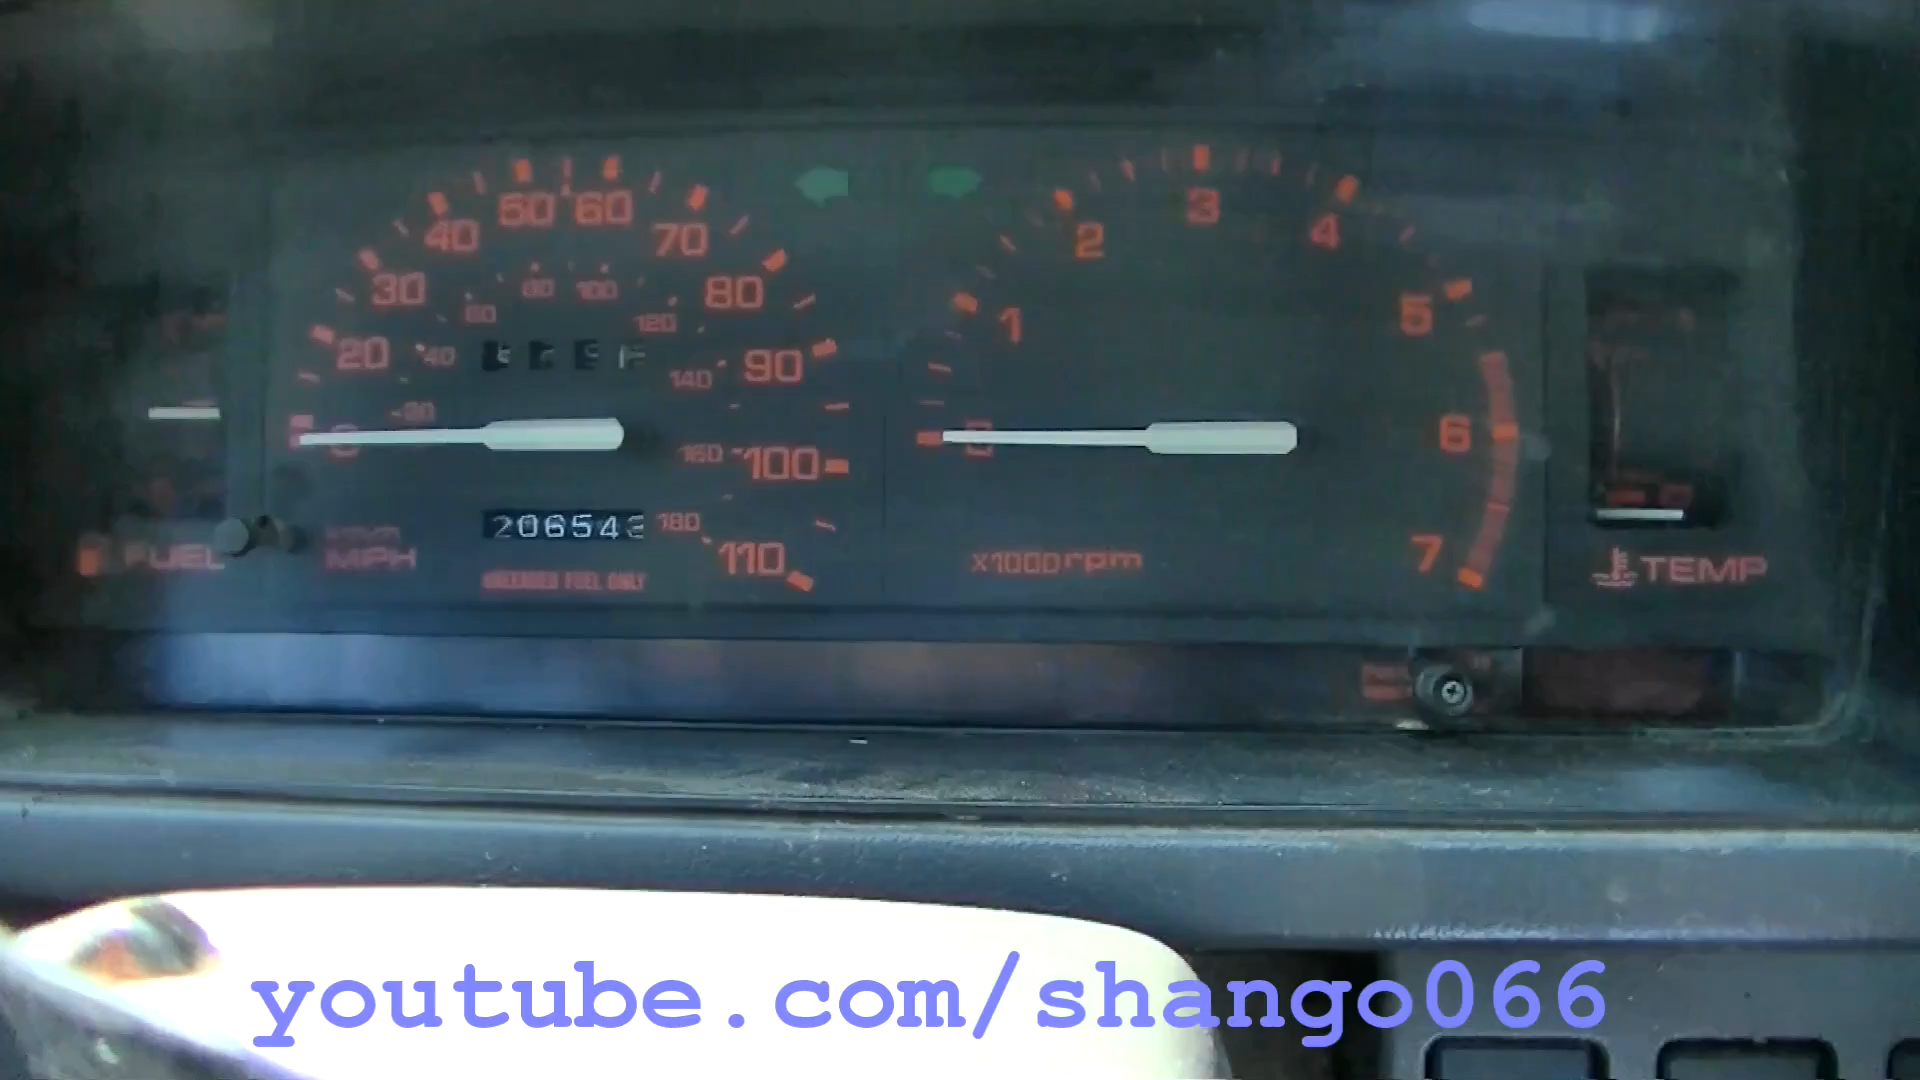 50 60
40 70
30 80
20 90
100
110
80 100
60 120
40 140
20 160
180
206543
MPH
UNLEADED FUEL ONLY
FUEL
0 1 2 3 4 5 6 7
x1000rpm
TEMP
youtube.com/shango066